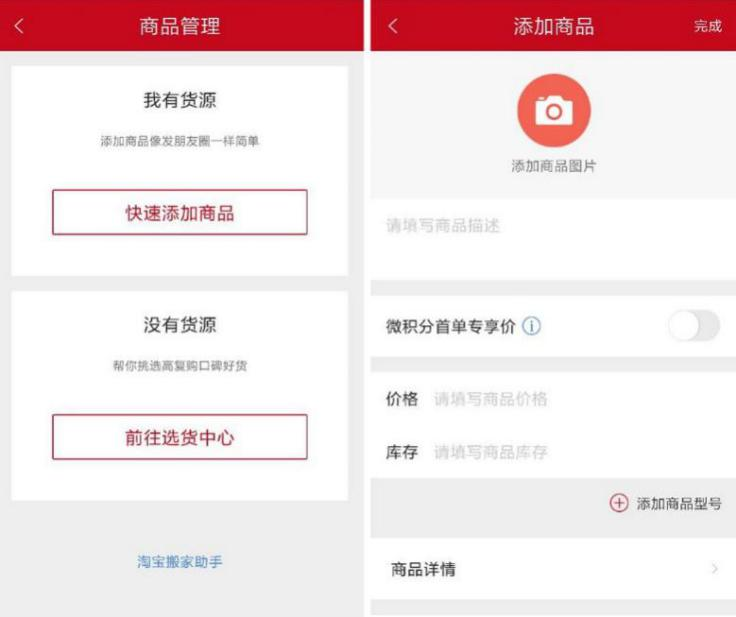 商品管理
我有货源
添加商品像发朋友圈一样简单
快速添加商品
没有货源
帮你挑选高复购口碑好货
前往选货中心
淘宝搬家助手
添加商品
完成
添加商品图片
请填写商品描述
微积分首单专享价
价格 请填写商品价格
库存 请填写商品库存
添加商品型号
商品详情